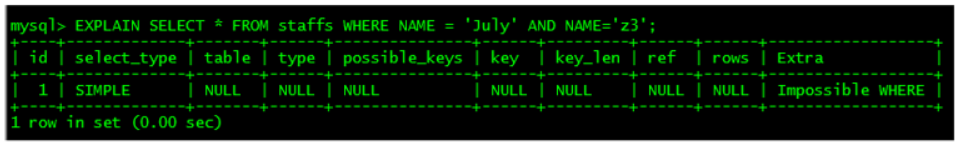 mysql> EXPLAIN SELECT * FROM staffs WHERE NAME = 'July' AND NAME='z3';
+----+-------------+-------+------+---------------+------+---------+------+------+------------------+
| id | select_type | table | type | possible_keys | key | key_len | ref | rows | Extra |
+----+-------------+-------+------+---------------+------+---------+------+------+------------------+
| 1 | SIMPLE | NULL | NULL | NULL | NULL | NULL | NULL | NULL | Impossible WHERE |
+----+-------------+-------+------+---------------+------+---------+------+------+------------------+
1 row in set (0.00 sec)